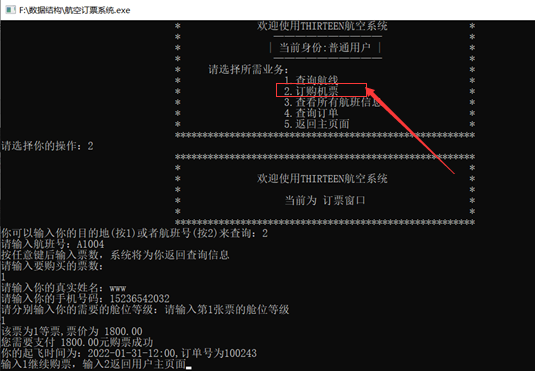 F:\数据结构\航空订票系统.exe
* 欢迎使用THIRTEEN航空系统 *
* ——————————— *
* | 当前身份:普通用户 | *
* ——————————— *
* 请选择所需业务: *
* 1.查询航线 *
* 2.订购机票 *
* 3.查看所有航班信息 *
* 4.查询订单 *
* 5.返回主页面 *
*******************************************************
请选择你的操作: 2
*******************************************************
* *
* 欢迎使用THIRTEEN航空系统 *
* *
* 当前为 订票窗口 *
* *
*******************************************************
你可以输入你的目的地(按1)或者航班号(按2)来查询: 2
请输入航班号: A1004
按任意键后输入票数, 系统将为你返回查询信息
请输入要购买的票数:
1
请输入你的真实姓名: www
请输入你的手机号码: 15236542032
请分别输入你的需要的舱位等级: 请输入第1张票的舱位等级
1
该票为1等票,票价为 1800.00
您需要支付 1800.00元购票成功
你的起飞时间为: 2022-01-31-12:00,订单号为100243
输入1继续购票, 输入2返回用户主页面